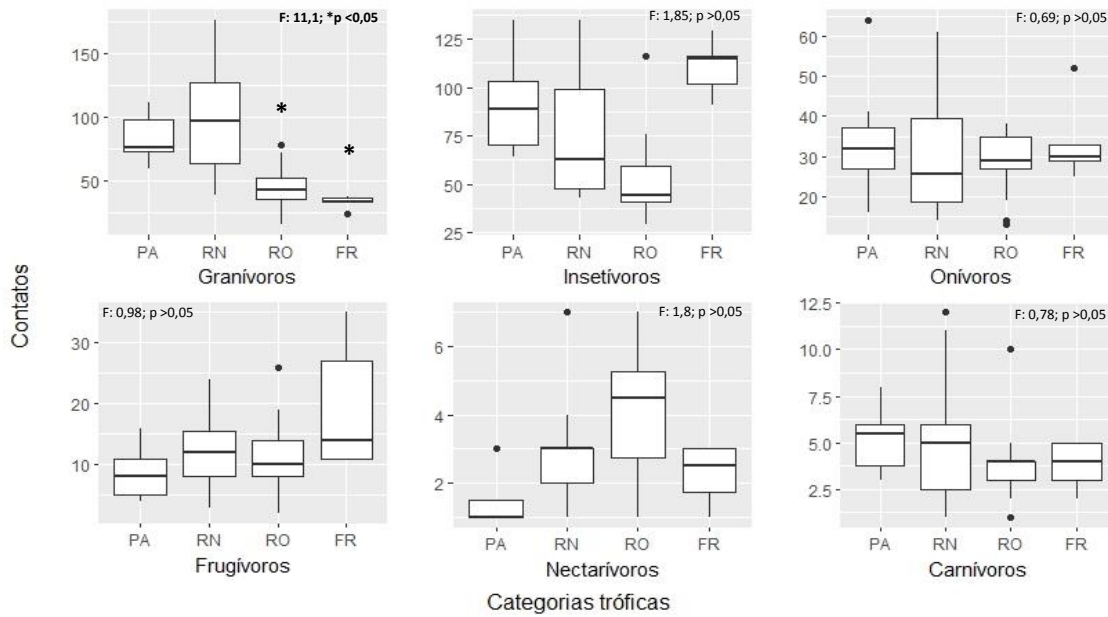 Contatos
F: 11,1; *p <0,05
150
100
50
*
*
PA RN RO FR
Granívoros
F: 1,85; p >0,05
125
100
75
50
25
PA RN RO FR
Insetívoros
F: 0,69; p >0,05
60
50
40
30
20
PA RN RO FR
Onívoros
F: 0,98; p >0,05
30
20
10
PA RN RO FR
Frugívoros
F: 1,8; p >0,05
6
4
2
PA RN RO FR
Nectarívoros
F: 0,78; p >0,05
12.5
10.0
7.5
5.0
2.5
PA RN RO FR
Carnívoros
Categorias tróficas